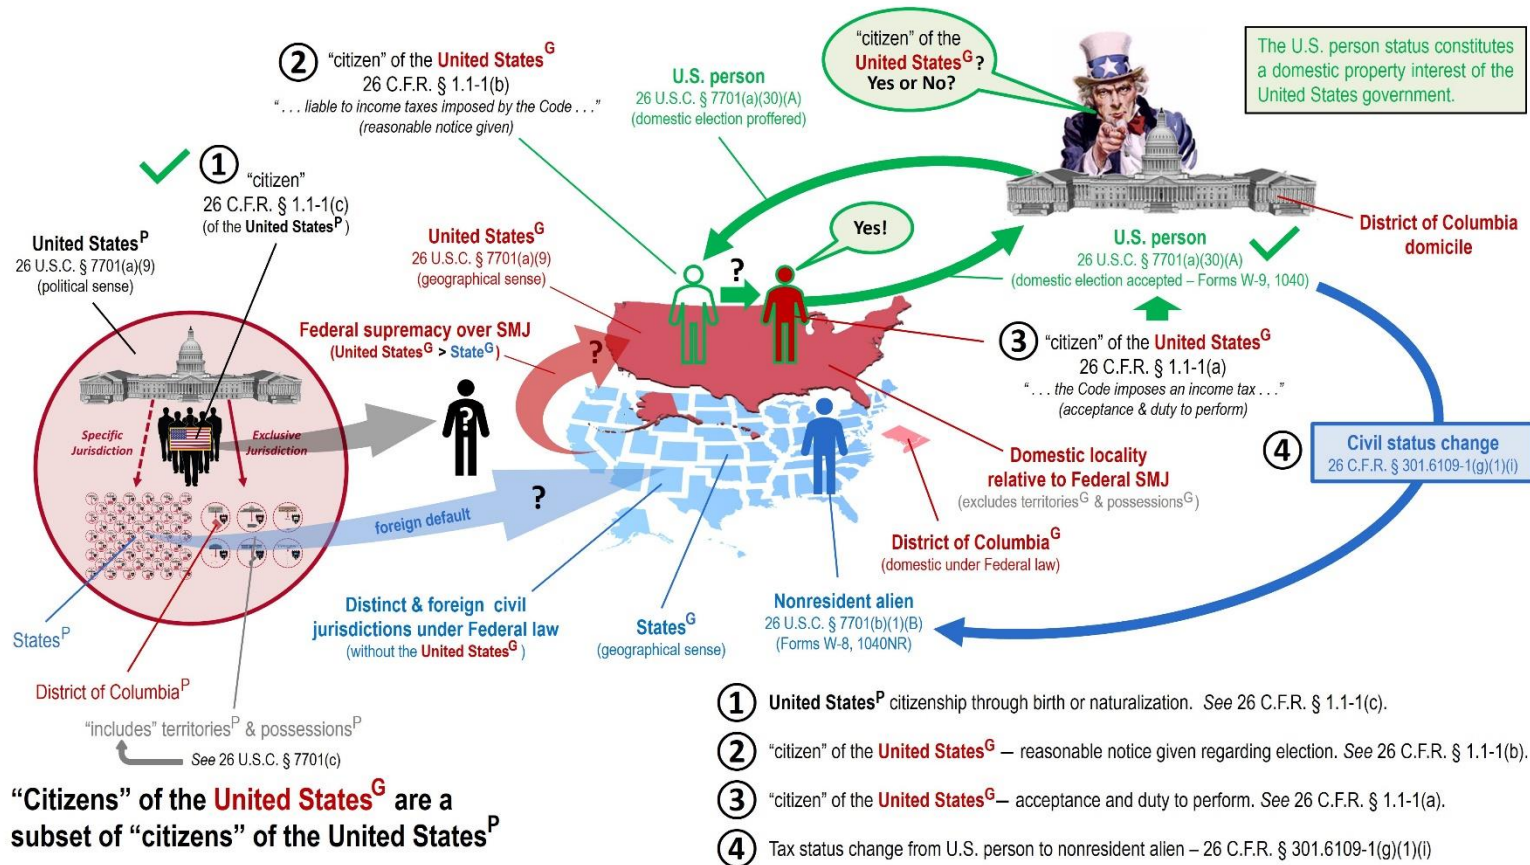 ② "citizen" of the United Statesᴳ
26 C.F.R. § 1.1-1(b)
" . . . liable to income taxes imposed by the Code . . ."
(reasonable notice given)
U.S. person
26 U.S.C. § 7701(a)(30)(A)
(domestic election proffered)
"citizen" of the
United Statesᴳ?
Yes or No?
The U.S. person status constitutes
a domestic property interest of the
United States government.
①
"citizen"
26 C.F.R. § 1.1-1(c)
(of the United Statesᴾ)
United Statesᴾ
26 U.S.C. § 7701(a)(9)
(political sense)
United Statesᴳ
26 U.S.C. § 7701(a)(9)
(geographical sense)
Yes!
?
District of Columbia
domicile
U.S. person
26 U.S.C. § 7701(a)(30)(A)
(domestic election accepted – Forms W-9, 1040)
Federal supremacy over SMJ
(United Statesᴳ > Stateᴳ)
?
③ "citizen" of the United Statesᴳ
26 C.F.R. § 1.1-1(a)
" . . . the Code imposes an income tax . . ."
(acceptance & duty to perform)
Specific
Jurisdiction
Exclusive
Jurisdiction
?
④
Civil status change
26 C.F.R. § 301.6109-1(g)(1)(i)
Domestic locality
relative to Federal SMJ
(excludes territoriesᴳ & possessionsᴳ)
foreign default
?
District of Columbiaᴳ
(domestic under Federal law)
Distinct & foreign civil
jurisdictions under Federal law
(without the United Statesᴳ)
Statesᴳ
(geographical sense)
Nonresident alien
26 U.S.C. § 7701(b)(1)(B)
(Forms W-8, 1040NR)
Statesᴾ
District of Columbiaᴾ
"includes" territoriesᴾ & possessionsᴾ
See 26 U.S.C. § 7701(c)
"Citizens" of the United Statesᴳ are a
subset of "citizens" of the United Statesᴾ
① United Statesᴾ citizenship through birth or naturalization. See 26 C.F.R. § 1.1-1(c).
② "citizen" of the United Statesᴳ — reasonable notice given regarding election. See 26 C.F.R. § 1.1-1(b).
③ "citizen" of the United Statesᴳ— acceptance and duty to perform. See 26 C.F.R. § 1.1-1(a).
④ Tax status change from U.S. person to nonresident alien – 26 C.F.R. § 301.6109-1(g)(1)(i)